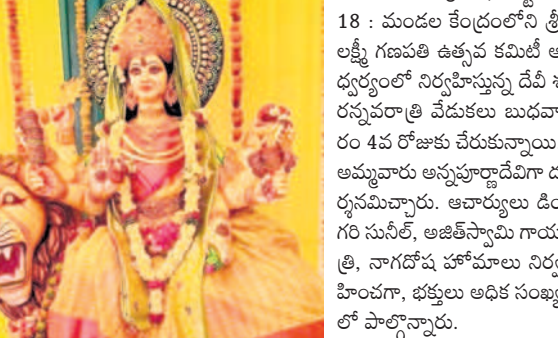 18 : మండల కేంద్రంలోని శ్రీ
లక్ష్మీ గణపతి ఉత్సవ కమిటీ ఆ
ధ్వర్యంలో నిర్వహిస్తున్న దేవీ శ
రన్నవరాత్రి వేడుకలు బుధవా
రం 4వ రోజుకు చేరుకున్నాయి
అమ్మవారు అన్నపూర్ణాదేవిగా ద
ర్శనమిచ్చారు. ఆచార్యులు డిం
గరి సునీల్, అజిత్‌స్వామి గాయ
త్రి, నాగదోష హోమాలు నిర్వ
హించగా, భక్తులు అధిక సంఖ్య
లో పాల్గొన్నారు.